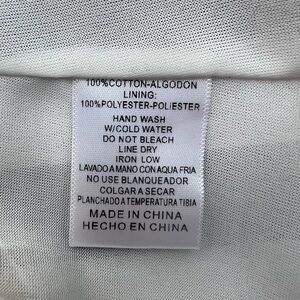 100%COTTON-ALGODON
LINING:
100%POLYESTER-POLIESTER
HAND WASH
W/COLD WATER
DO NOT BLEACH
LINE DRY
IRON LOW
LAVADO A MANO CON AQUA FRIA
NO USE BLANQUEADOR
COLGAR A SECAR
PLANCHADO A TEMPERATURA TIBIA
MADE IN CHINA
HECHO EN CHINA